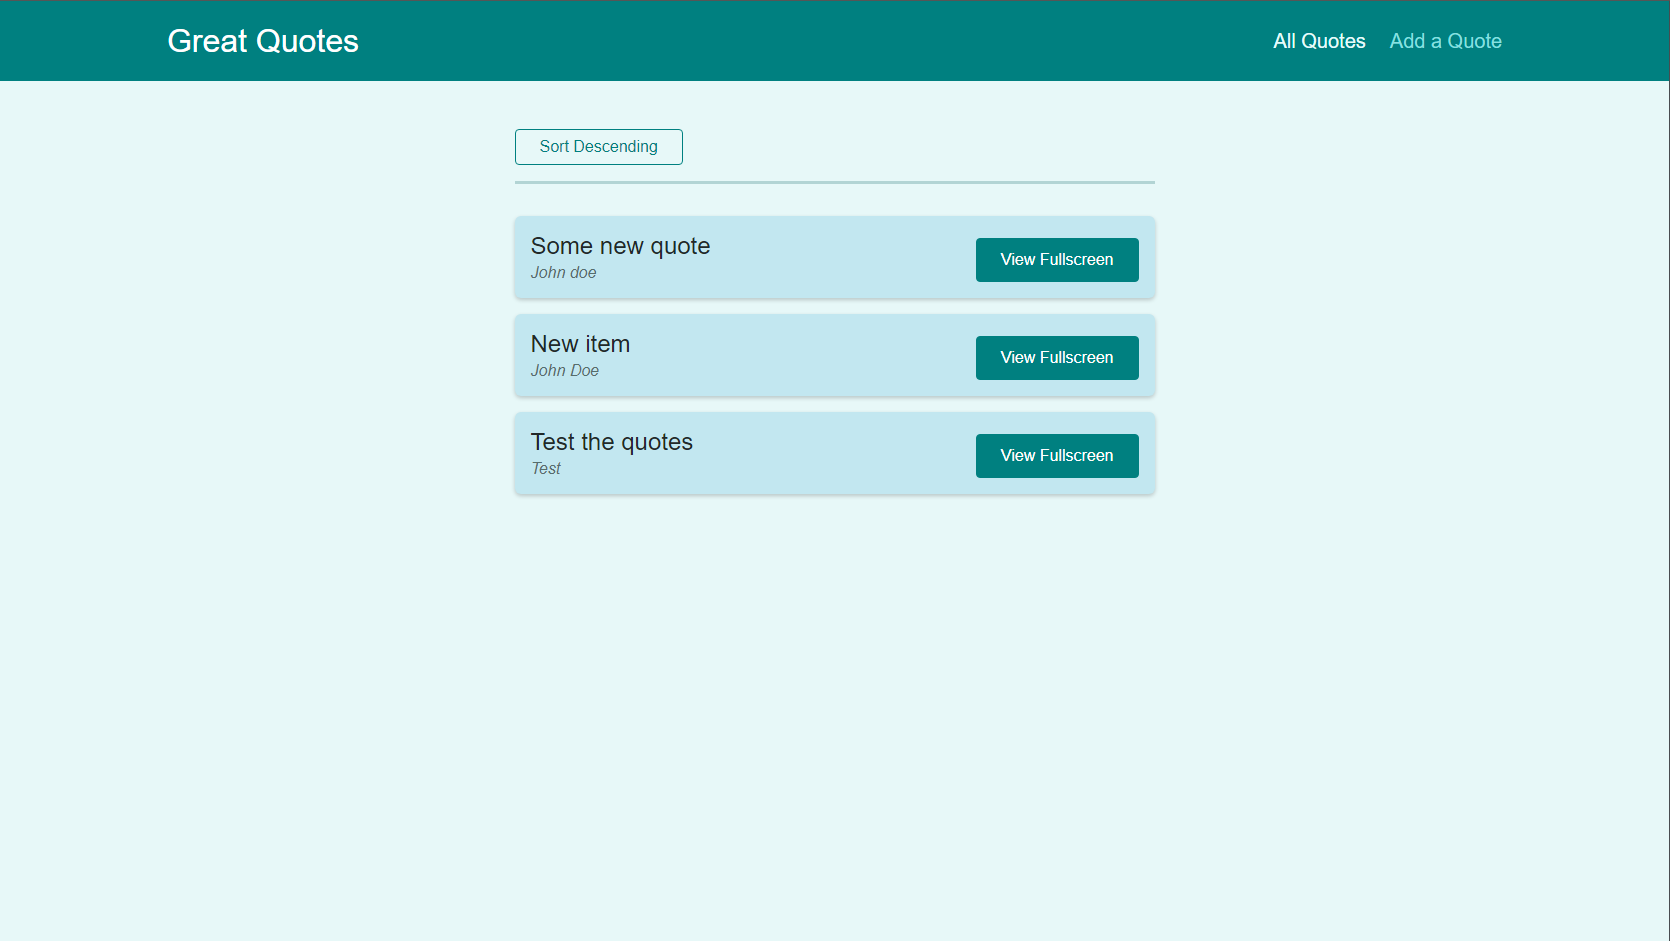 Great Quotes
All Quotes Add a Quote
Sort Descending
Some new quote
John doe
View Fullscreen
New item
John Doe
View Fullscreen
Test the quotes
Test
View Fullscreen